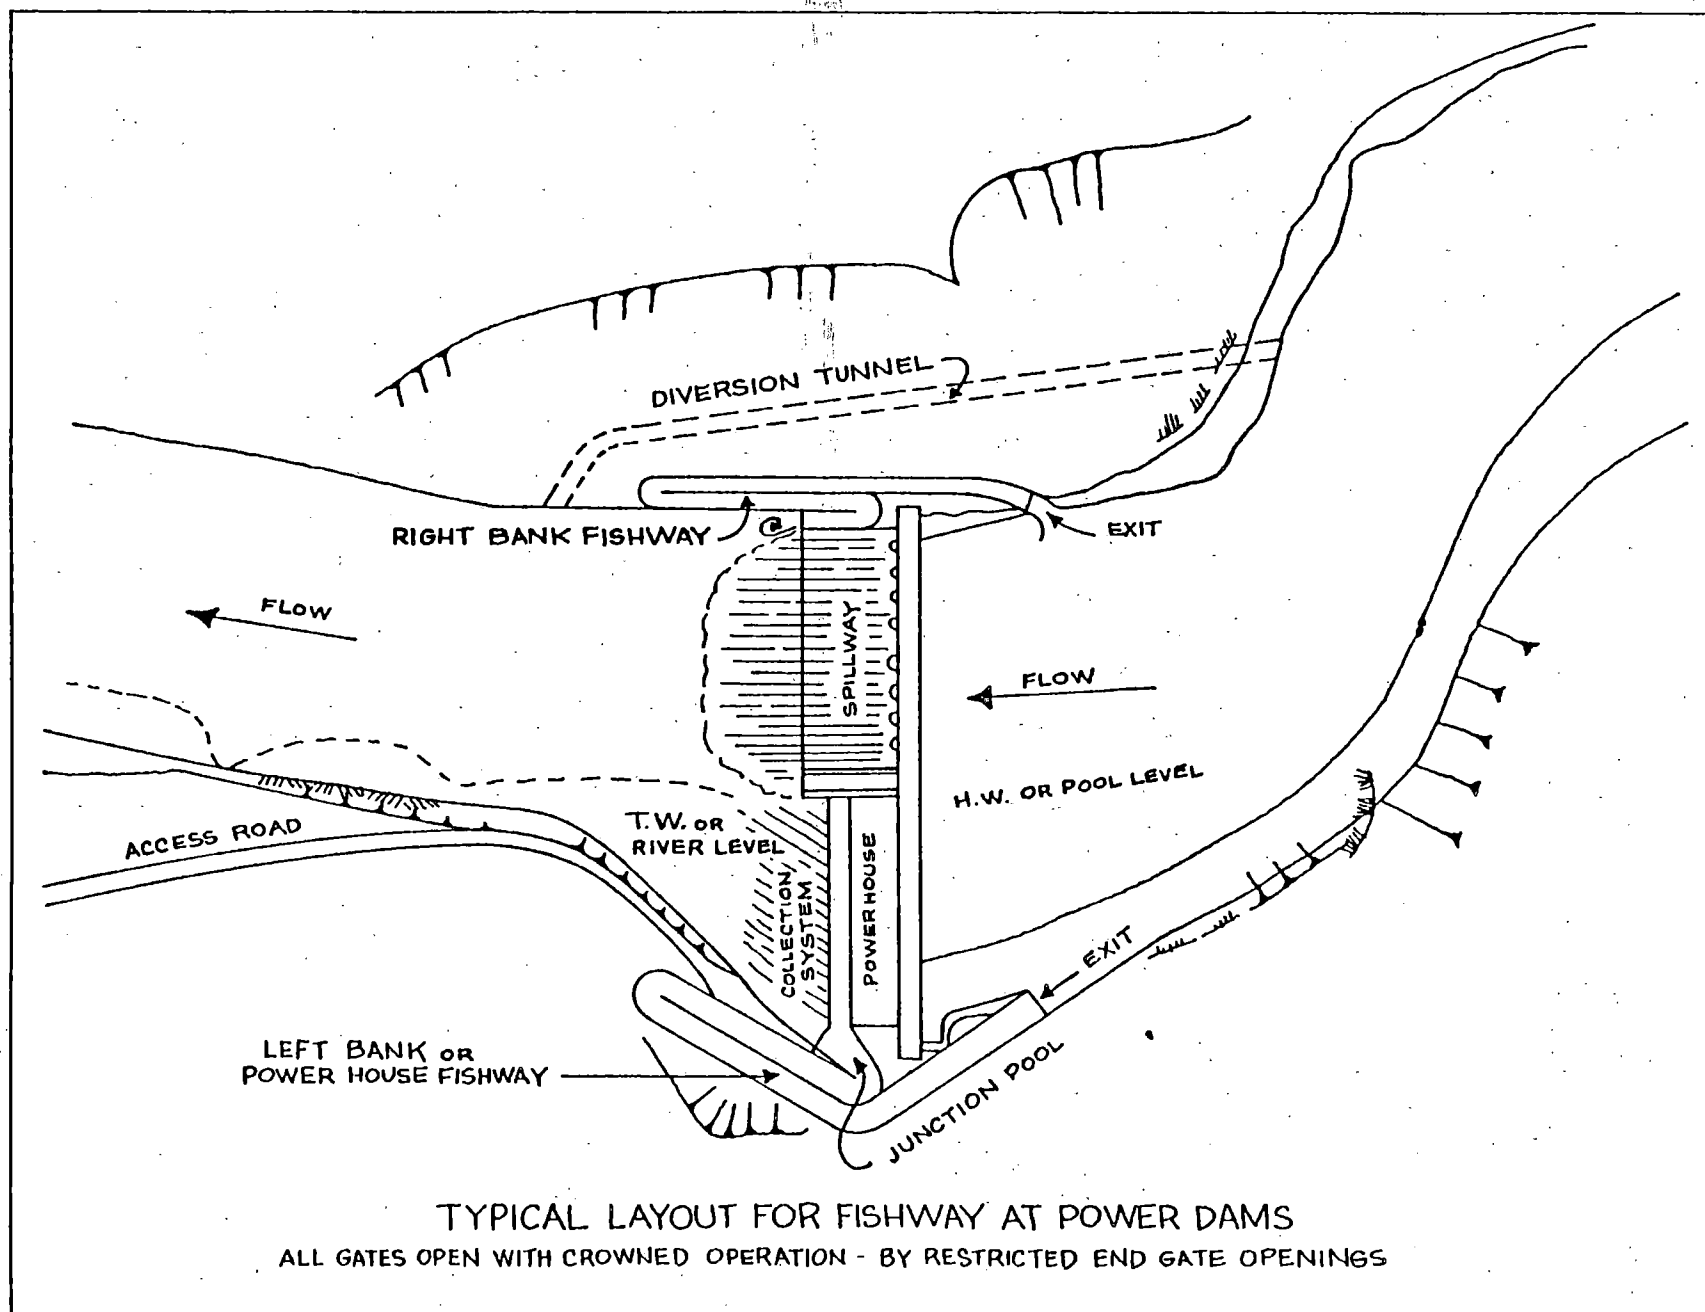 DIVERSION TUNNEL
RIGHT BANK FISHWAY
EXIT
FLOW
SPILLWAY
FLOW
H.W. OR POOL LEVEL
T.W. OR
RIVER LEVEL
ACCESS ROAD
COLLECTION
SYSTEM
POWERHOUSE
EXIT
LEFT BANK OR
POWER HOUSE FISHWAY
JUNCTION POOL
TYPICAL LAYOUT FOR FISHWAY AT POWER DAMS
ALL GATES OPEN WITH CROWNED OPERATION - BY RESTRICTED END GATE OPENINGS